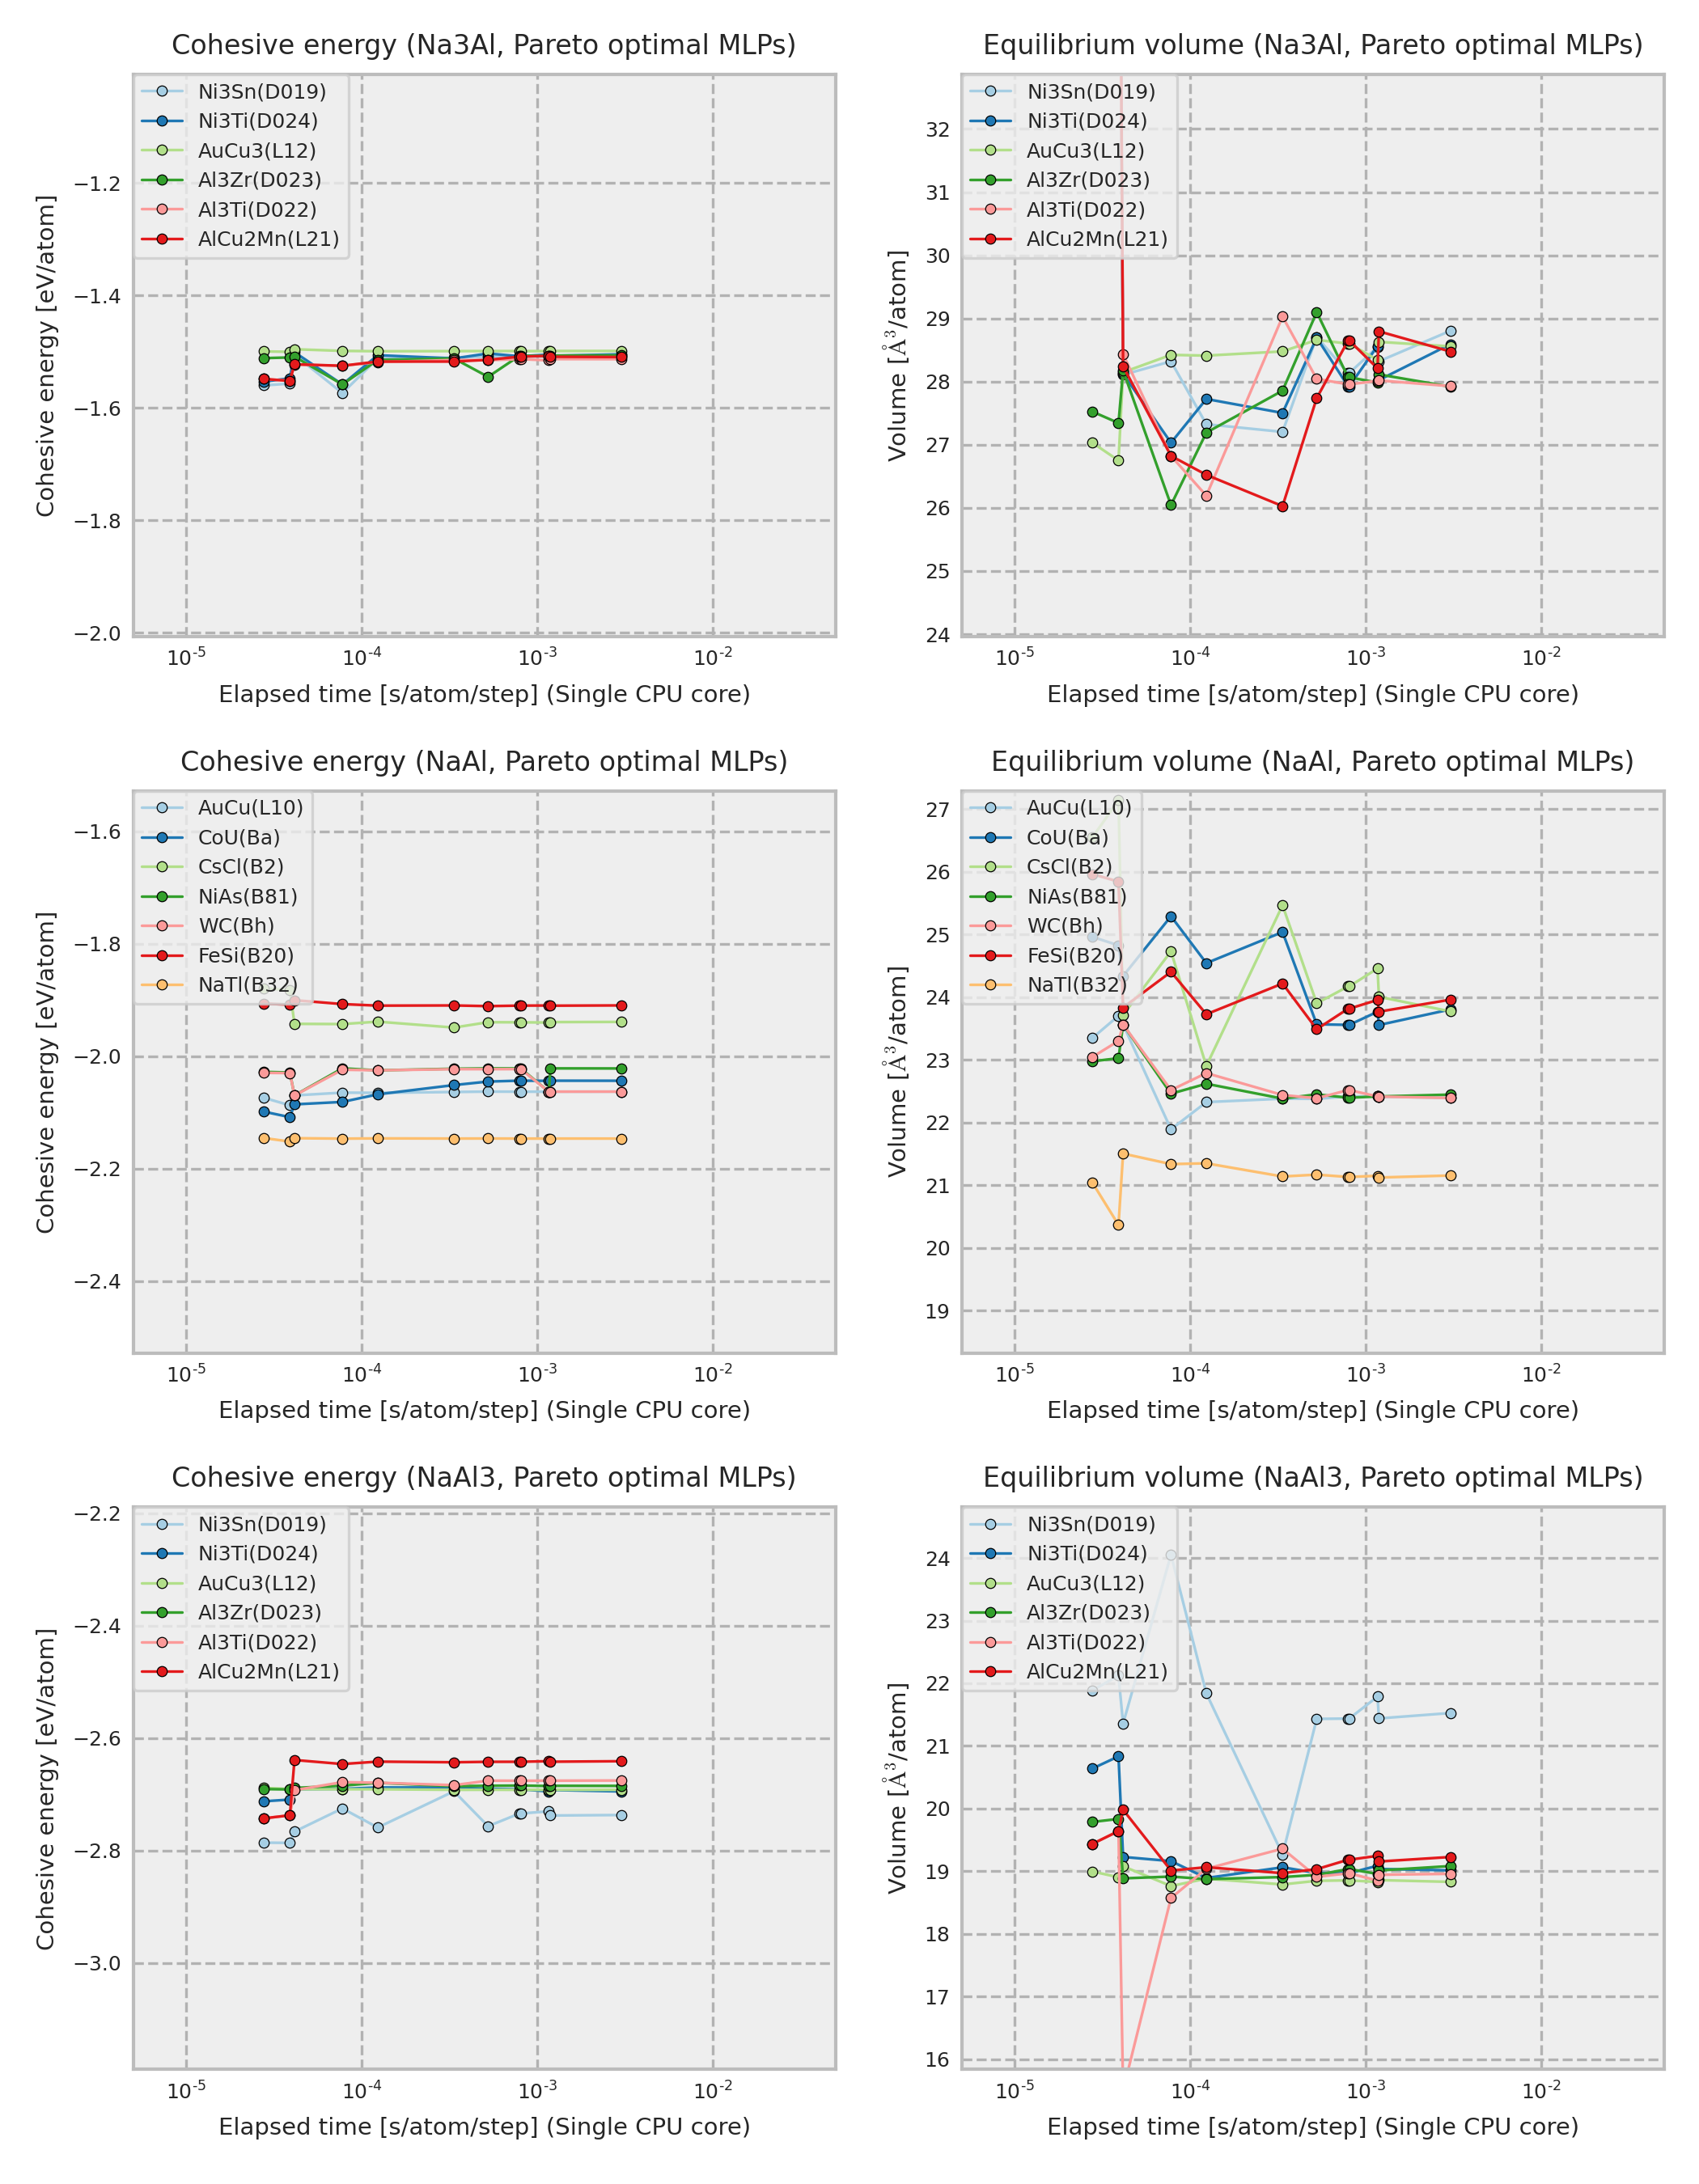 Cohesive energy (Na3Al, Pareto optimal MLPs)
Ni3Sn(D019)
Ni3Ti(D024)
AuCu3(L12)
Al3Zr(D023)
Al3Ti(D022)
AlCu2Mn(L21)
−1.2
−1.4
−1.6
−1.8
−2.0
Cohesive energy [eV/atom]
10-5
10-4
10-3
10-2
Elapsed time [s/atom/step] (Single CPU core)
Equilibrium volume (Na3Al, Pareto optimal MLPs)
Ni3Sn(D019)
Ni3Ti(D024)
AuCu3(L12)
Al3Zr(D023)
Al3Ti(D022)
AlCu2Mn(L21)
32
31
30
29
28
27
26
25
24
Volume [Å3/atom]
10-5
10-4
10-3
10-2
Elapsed time [s/atom/step] (Single CPU core)
Cohesive energy (NaAl, Pareto optimal MLPs)
AuCu(L10)
CoU(Ba)
CsCl(B2)
NiAs(B81)
WC(Bh)
FeSi(B20)
NaTl(B32)
−1.6
−1.8
−2.0
−2.2
−2.4
Cohesive energy [eV/atom]
10-5
10-4
10-3
10-2
Elapsed time [s/atom/step] (Single CPU core)
Equilibrium volume (NaAl, Pareto optimal MLPs)
AuCu(L10)
CoU(Ba)
CsCl(B2)
NiAs(B81)
WC(Bh)
FeSi(B20)
NaTl(B32)
27
26
25
24
23
22
21
20
19
Volume [Å3/atom]
10-5
10-4
10-3
10-2
Elapsed time [s/atom/step] (Single CPU core)
Cohesive energy (NaAl3, Pareto optimal MLPs)
Ni3Sn(D019)
Ni3Ti(D024)
AuCu3(L12)
Al3Zr(D023)
Al3Ti(D022)
AlCu2Mn(L21)
−2.2
−2.4
−2.6
−2.8
−3.0
Cohesive energy [eV/atom]
10-5
10-4
10-3
10-2
Elapsed time [s/atom/step] (Single CPU core)
Equilibrium volume (NaAl3, Pareto optimal MLPs)
Ni3Sn(D019)
Ni3Ti(D024)
AuCu3(L12)
Al3Zr(D023)
Al3Ti(D022)
AlCu2Mn(L21)
24
23
22
21
20
19
18
17
16
Volume [Å3/atom]
10-5
10-4
10-3
10-2
Elapsed time [s/atom/step] (Single CPU core)